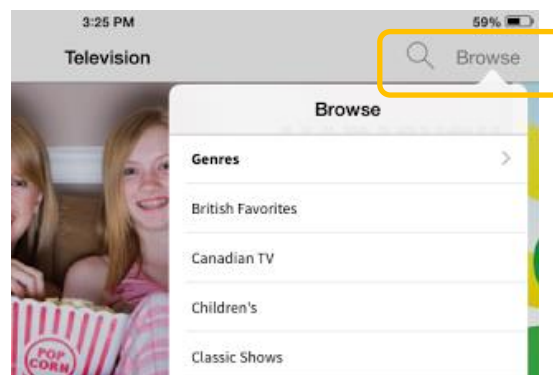 3:25 PM 59%
Television Browse
Browse
Genres
British Favorites
Canadian TV
Children's
Classic Shows
POP
CORN